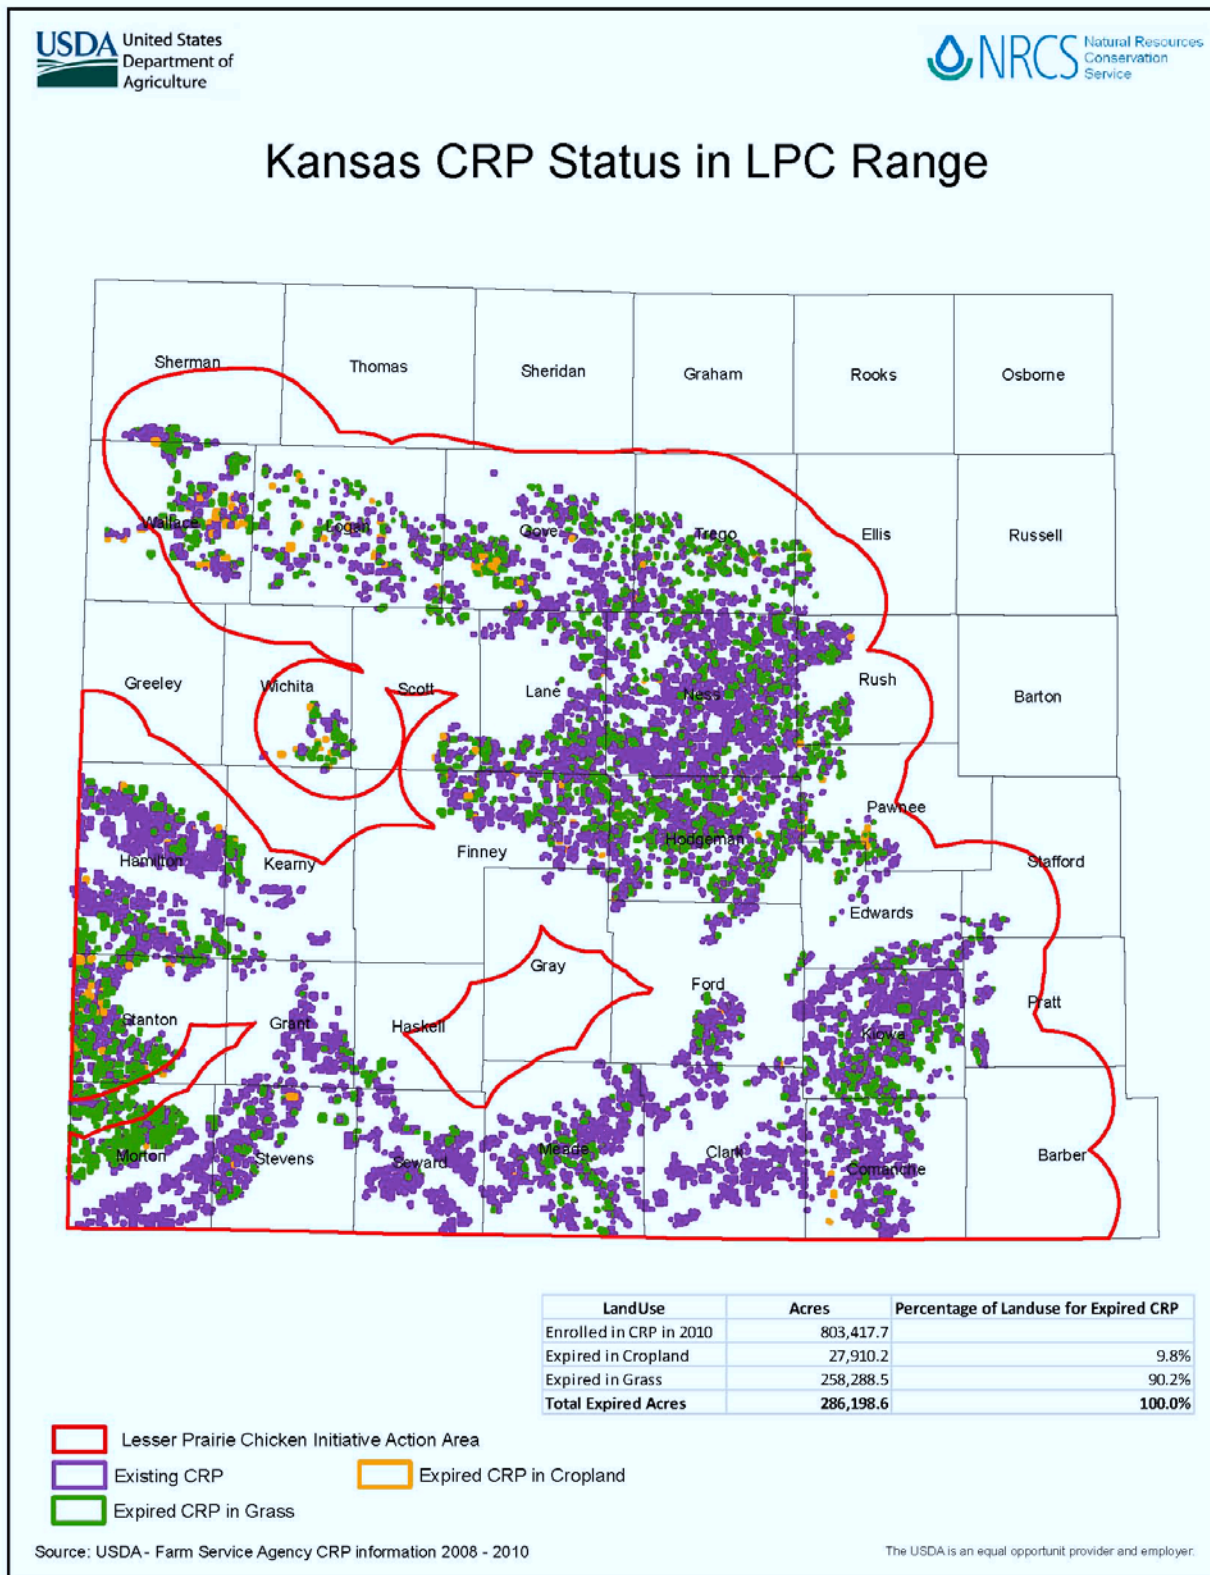 USDA United States
Department of
Agriculture
NRCS Natural Resources
Conservation
Service
Kansas CRP Status in LPC Range
Sherman Thomas Sheridan Graham Rooks Osborne
Wallace Logan Gove Trego Ellis Russell
Greeley Wichita Scott Lane Ness Rush Barton
Hamilton Kearny Finney Hodgeman Pawnee Stafford
Edwards
Stanton Grant Haskell Gray Ford Kiowa Pratt
Morton Stevens Seward Meade Clark Comanche Barber
LandUse Acres Percentage of Landuse for Expired CRP
Enrolled in CRP in 2010 803,417.7
Expired in Cropland 27,910.2 9.8%
Expired in Grass 258,288.5 90.2%
Total Expired Acres 286,198.6 100.0%
Lesser Prairie Chicken Initiative Action Area
Existing CRP Expired CRP in Cropland
Expired CRP in Grass
Source: USDA - Farm Service Agency CRP information 2008 - 2010
The USDA is an equal opportunit provider and employer.